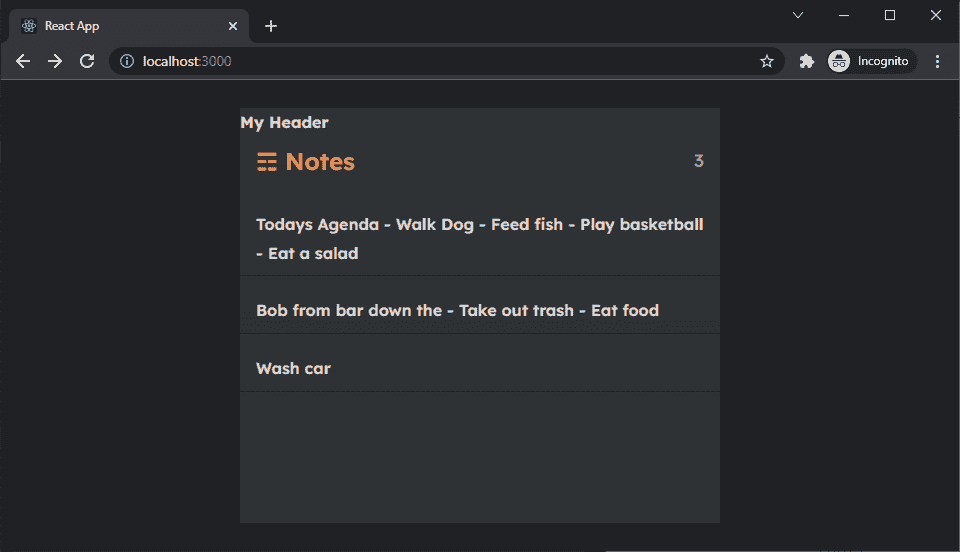 React App
localhost:3000
Incognito
My Header
☶ Notes
3
Todays Agenda - Walk Dog - Feed fish - Play basketball
- Eat a salad
Bob from bar down the - Take out trash - Eat food
Wash car